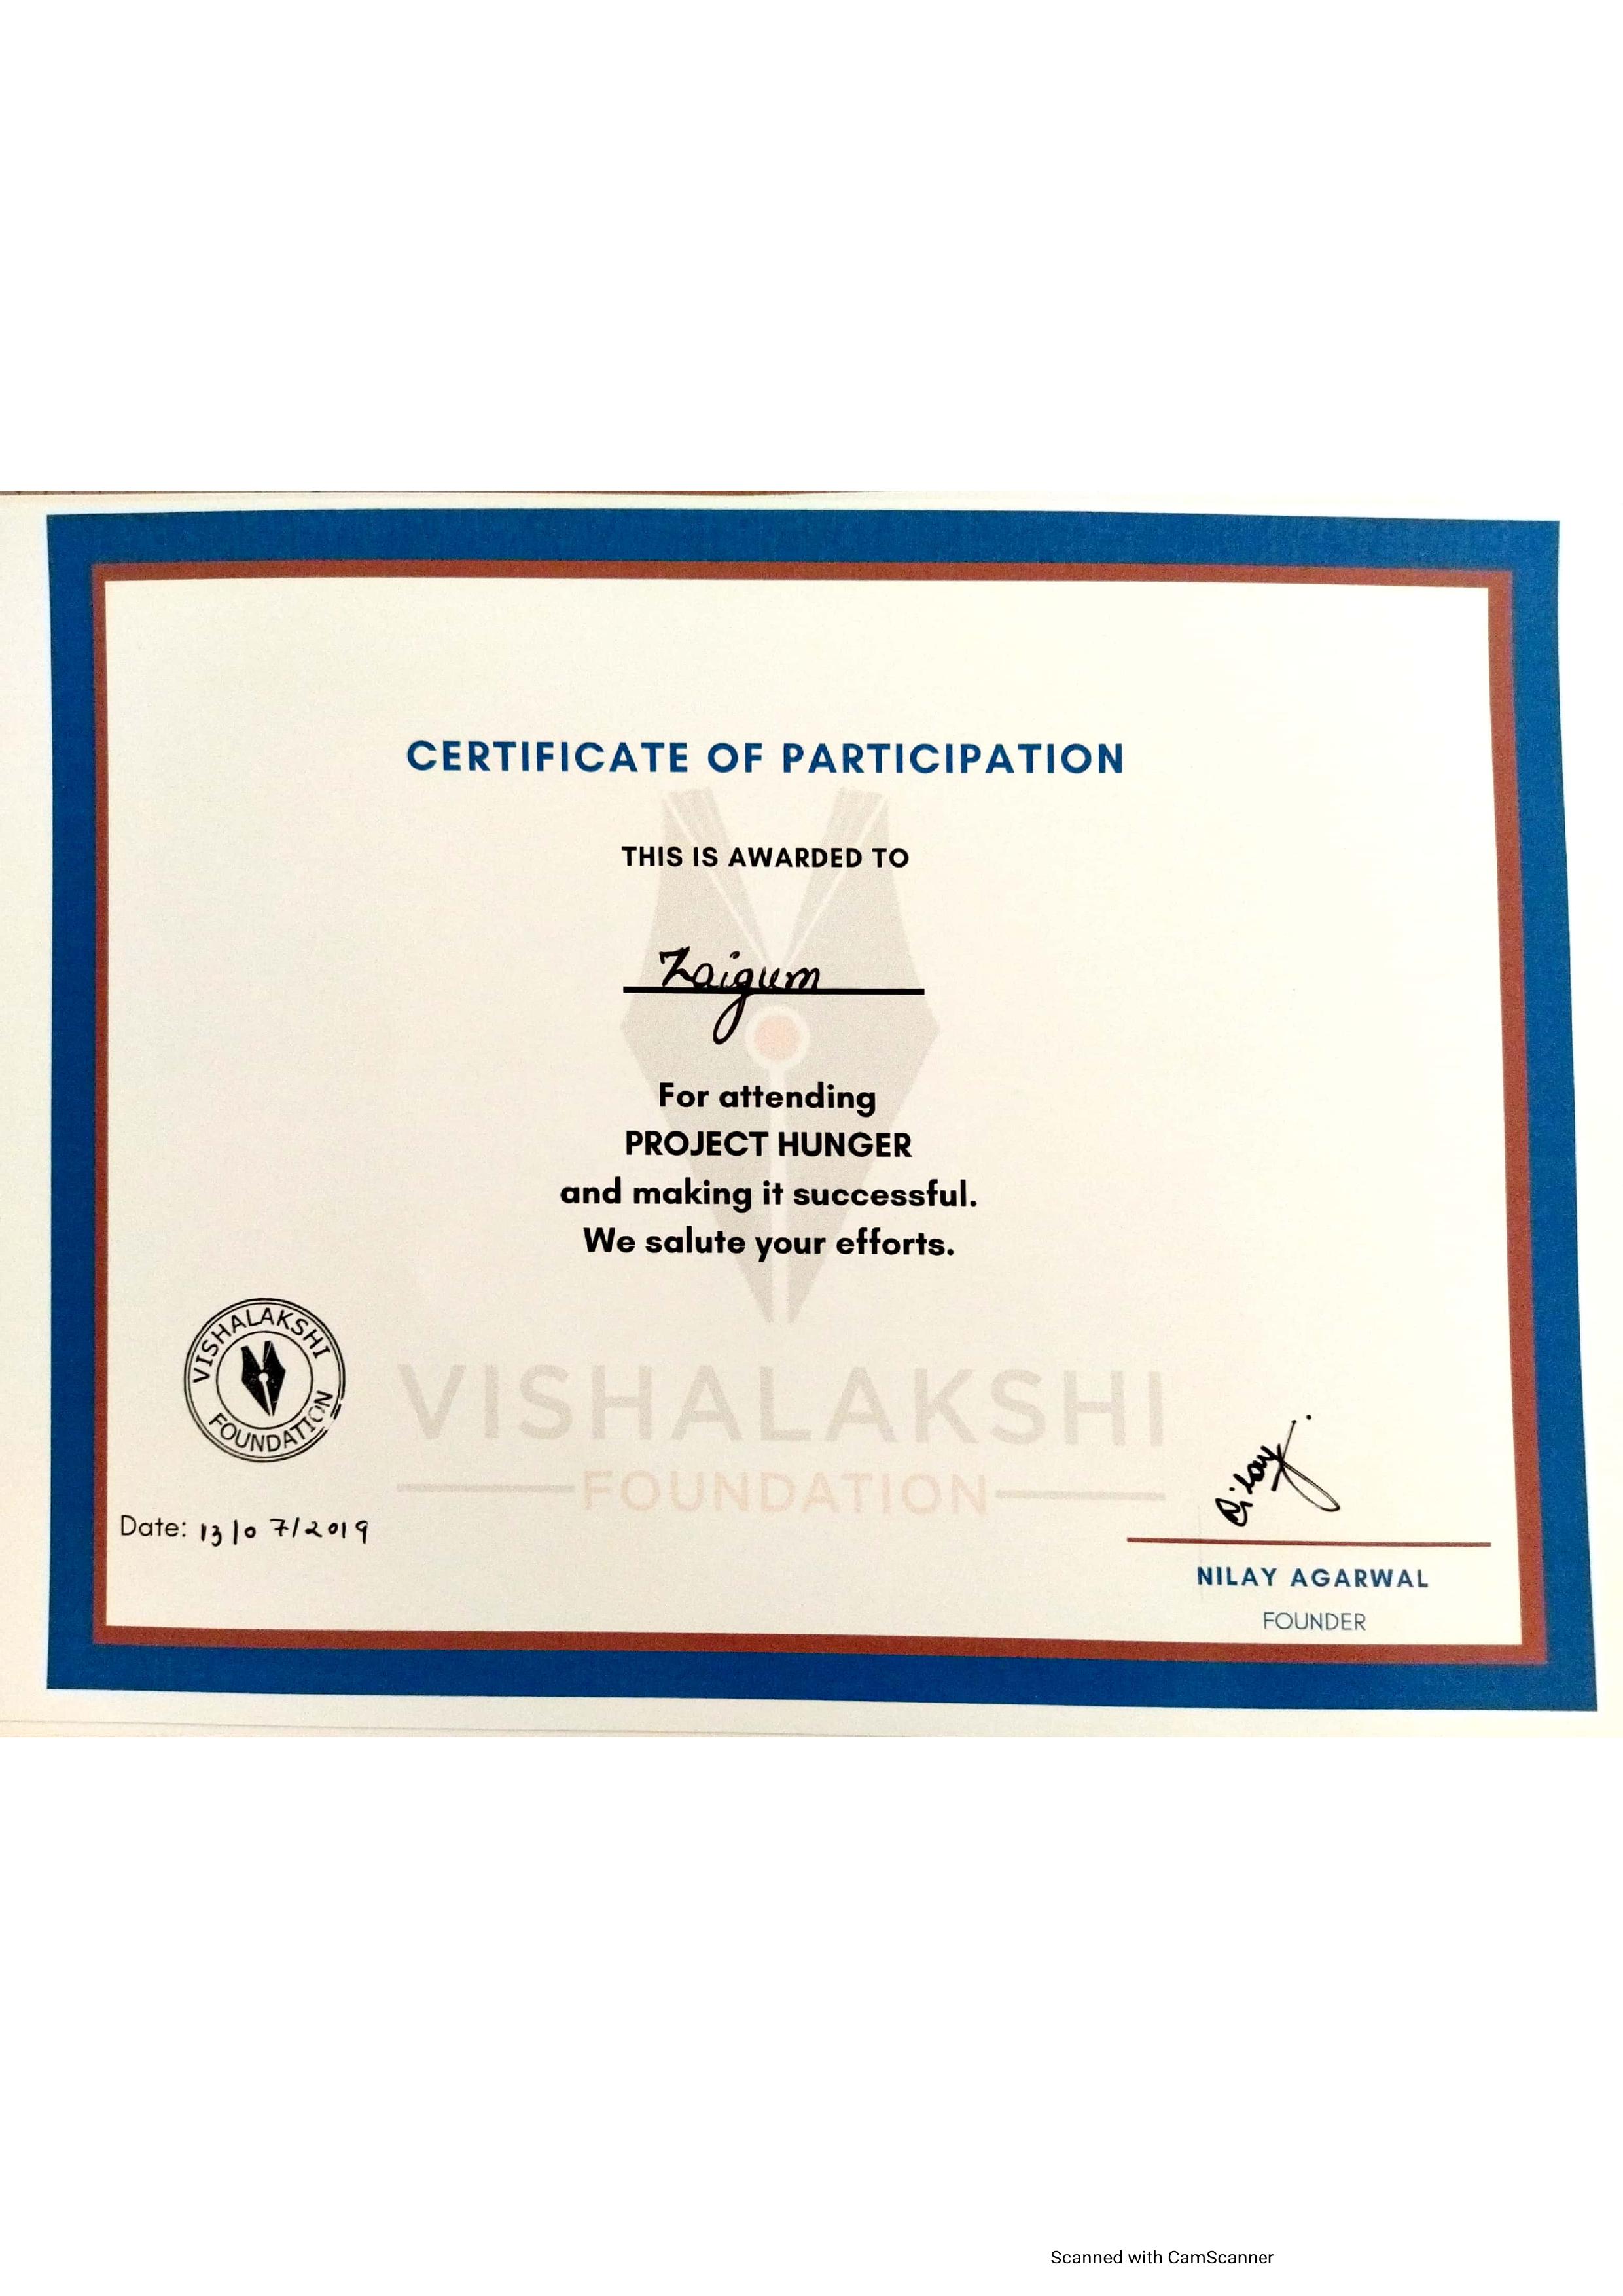 CERTIFICATE OF PARTICIPATION
THIS IS AWARDED TO
Zaigum
For attending
PROJECT HUNGER
and making it successful.
We salute your efforts.
VISHALAKSHI
FOUNDATION
VISHALAKSHI
FOUNDATION
Date: 13/07/2019
Nilay
NILAY AGARWAL
FOUNDER
Scanned with CamScanner